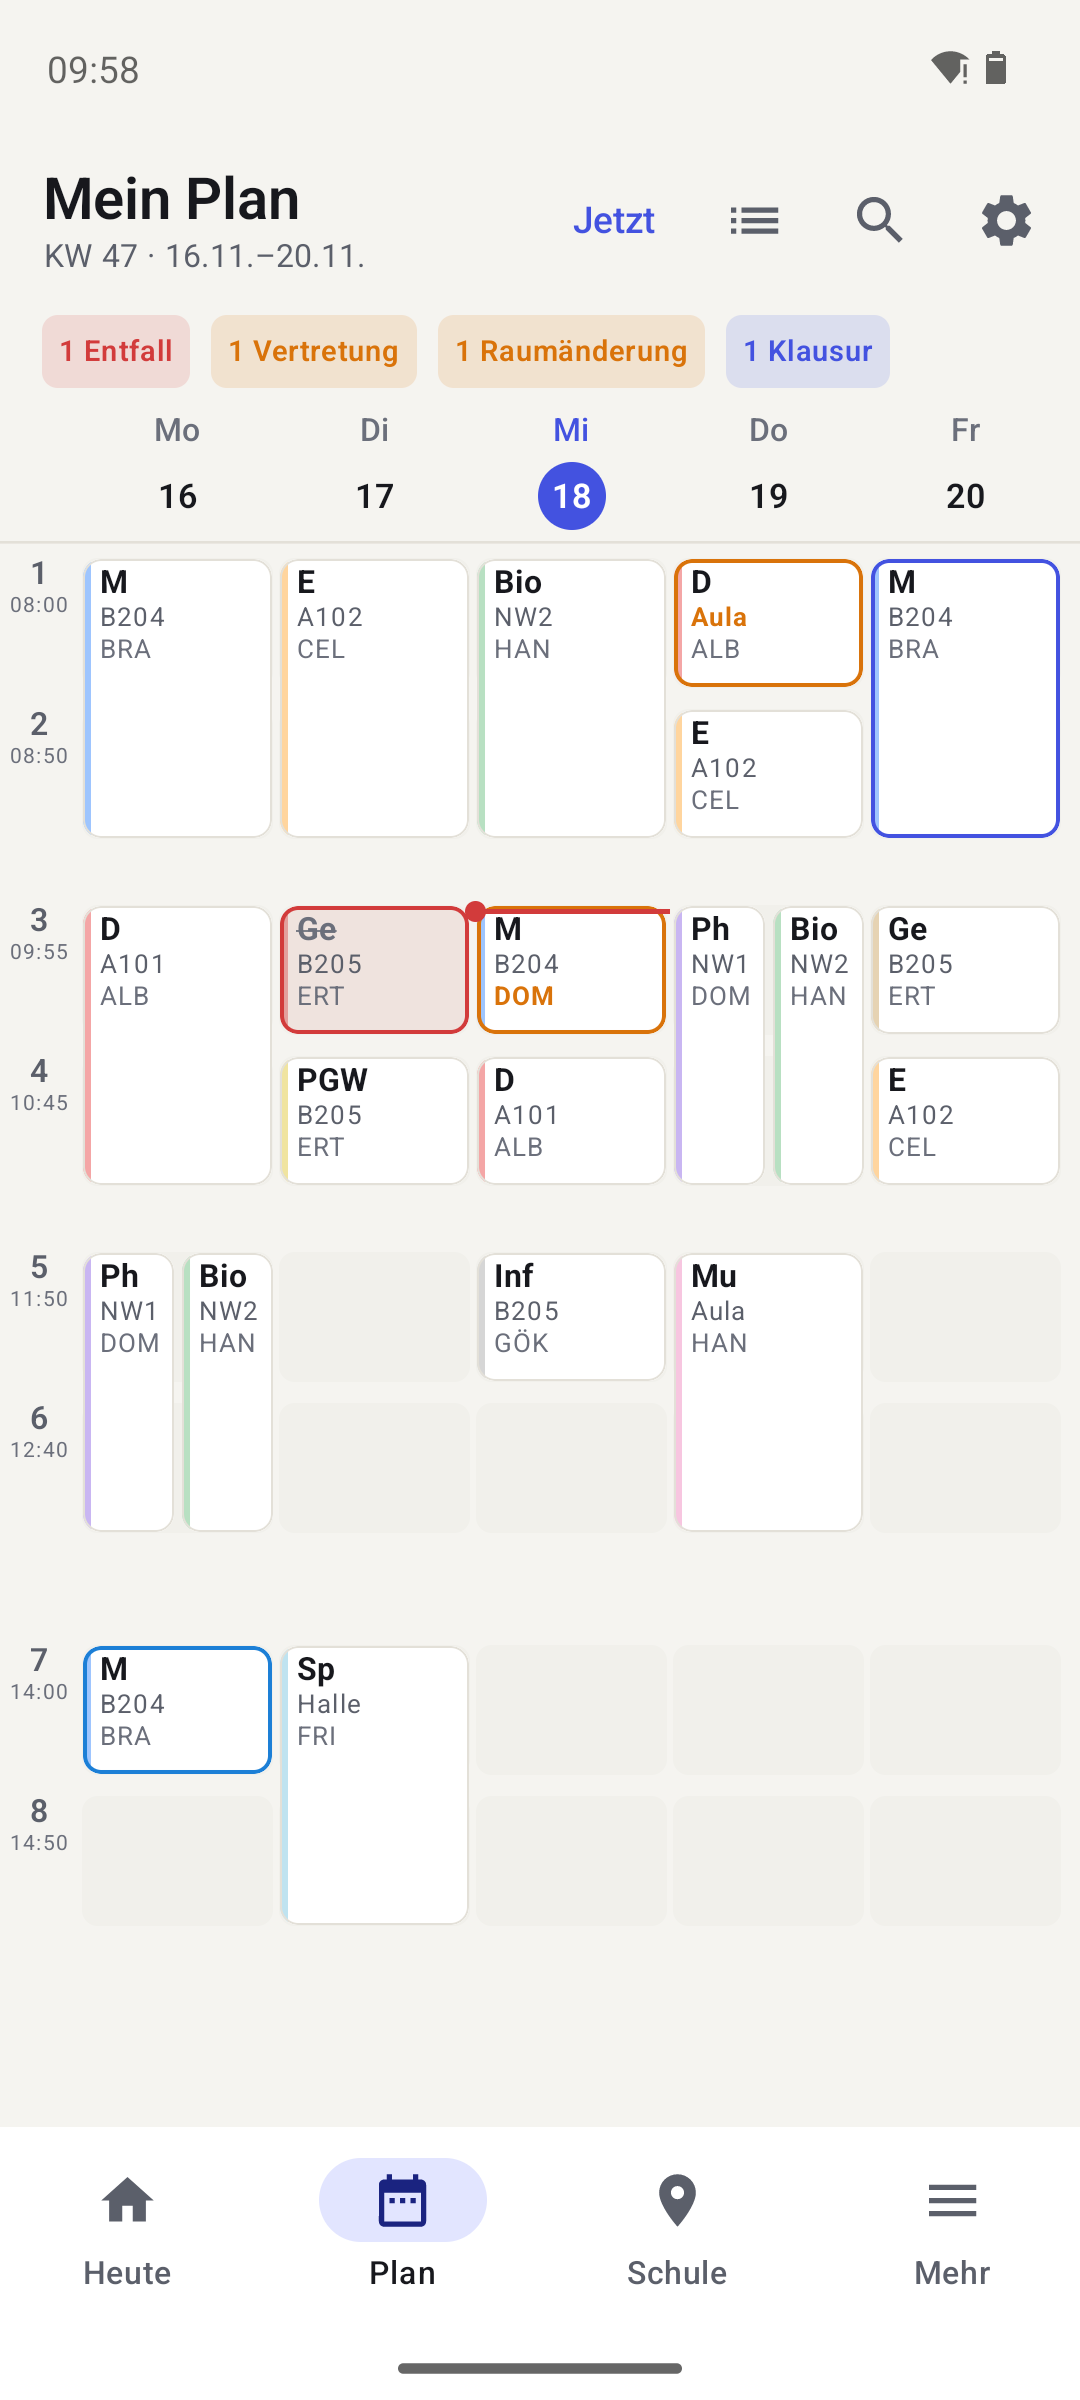 09:58
Mein Plan
KW 47 · 16.11.–20.11.
Jetzt
1 Entfall
1 Vertretung
1 Raumänderung
1 Klausur
Mo
Di
Mi
Do
Fr
16
17
18
19
20
1
08:00
M
B204
BRA
E
A102
CEL
Bio
NW2
HAN
D
Aula
ALB
M
B204
BRA
2
08:50
E
A102
CEL
3
09:55
D
A101
ALB
Ge
B205
ERT
M
B204
DOM
Ph
NW1
DOM
Bio
NW2
HAN
Ge
B205
ERT
4
10:45
PGW
B205
ERT
D
A101
ALB
E
A102
CEL
5
11:50
Ph
NW1
DOM
Bio
NW2
HAN
Inf
B205
GÖK
Mu
Aula
HAN
6
12:40
7
14:00
M
B204
BRA
Sp
Halle
FRI
8
14:50
Heute
Plan
Schule
Mehr